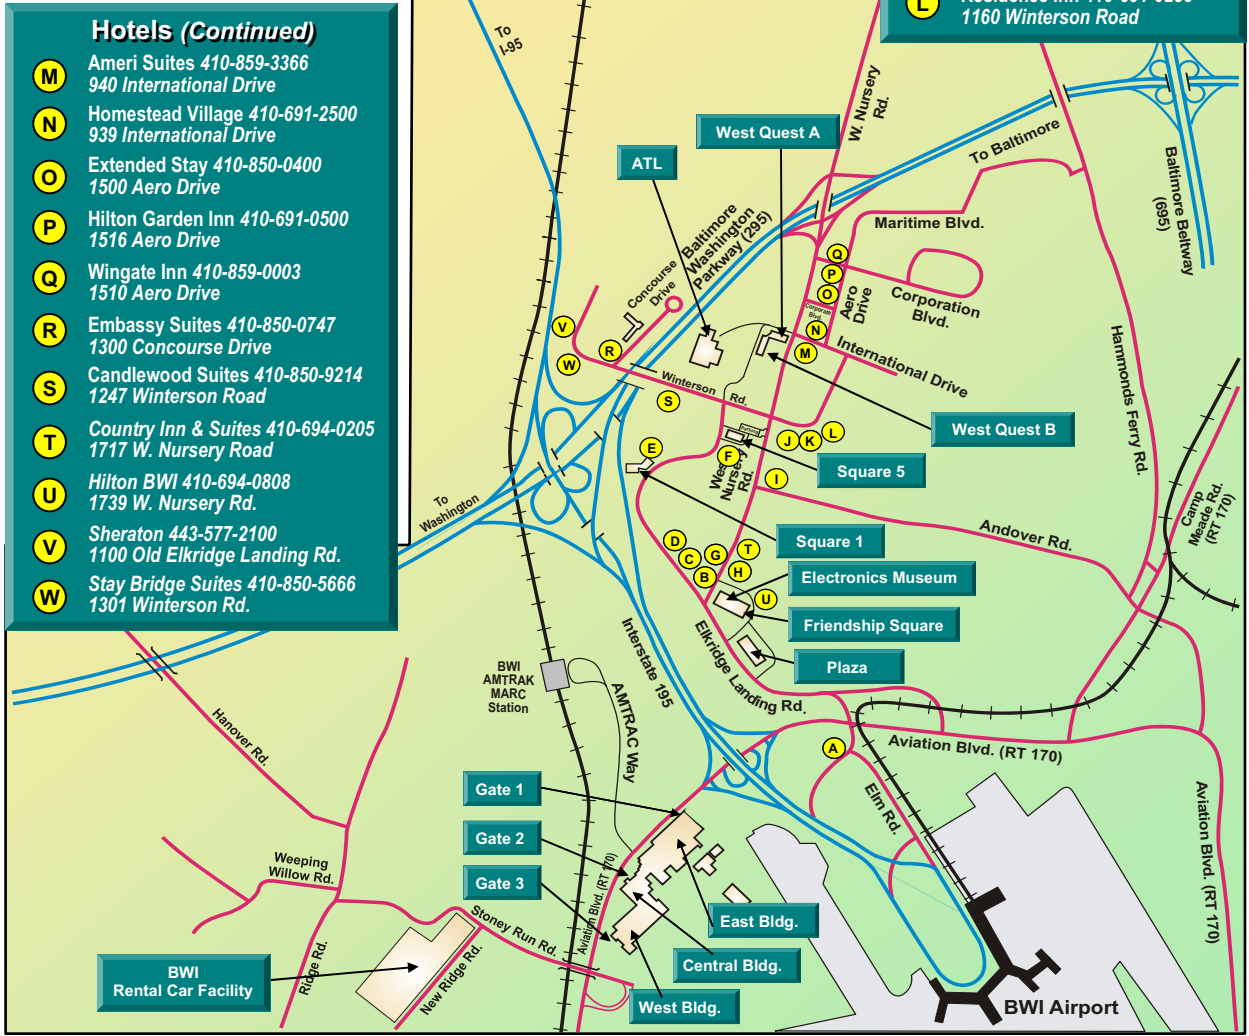 Hotels (Continued)
M
Ameri Suites 410-859-3366
940 International Drive
N
Homestead Village 410-691-2500
939 International Drive
O
Extended Stay 410-850-0400
1500 Aero Drive
P
Hilton Garden Inn 410-691-0500
1516 Aero Drive
Q
Wingate Inn 410-859-0003
1510 Aero Drive
R
Embassy Suites 410-850-0747
1300 Concourse Drive
S
Candlewood Suites 410-850-9214
1247 Winterson Road
T
Country Inn & Suites 410-694-0205
1717 W. Nursery Road
U
Hilton BWI 410-694-0808
1739 W. Nursery Rd.
V
Sheraton 443-577-2100
1100 Old Elkridge Landing Rd.
W
Stay Bridge Suites 410-850-5666
1301 Winterson Rd.
L
1160 Winterson Road
To
I-95
W. Nursery
Rd.
West Quest A
ATL
To Baltimore
Baltimore Beltway
(695)
Baltimore
Washington
Parkway (295)
Concourse
Drive
Maritime Blvd.
Q
P
O
Aero
Drive
Corporation
Blvd.
Corporate
Blvd.
N
M
International Drive
Hammonds Ferry Rd.
V
W
R
Winterson
Rd.
S
West Quest B
E
J
K
L
Parking
F
Square 5
West
Nursery
Rd.
I
To
Washington
Camp
Meade Rd.
(RT 170)
Andover Rd.
Square 1
D
C
G
T
B
H
Electronics Museum
U
Friendship Square
Plaza
Elkridge Landing Rd.
Interstate 195
BWI
AMTRAK
MARC
Station
AMTRAC Way
Hanover Rd.
A
Aviation Blvd. (RT 170)
Elm Rd.
Aviation Blvd. (RT 170)
Gate 1
Gate 2
Gate 3
Weeping
Willow Rd.
Aviation Blvd. (RT 170)
Stoney Run Rd.
East Bldg.
Central Bldg.
West Bldg.
BWI
Rental Car Facility
Ridge Rd.
New Ridge Rd.
BWI Airport